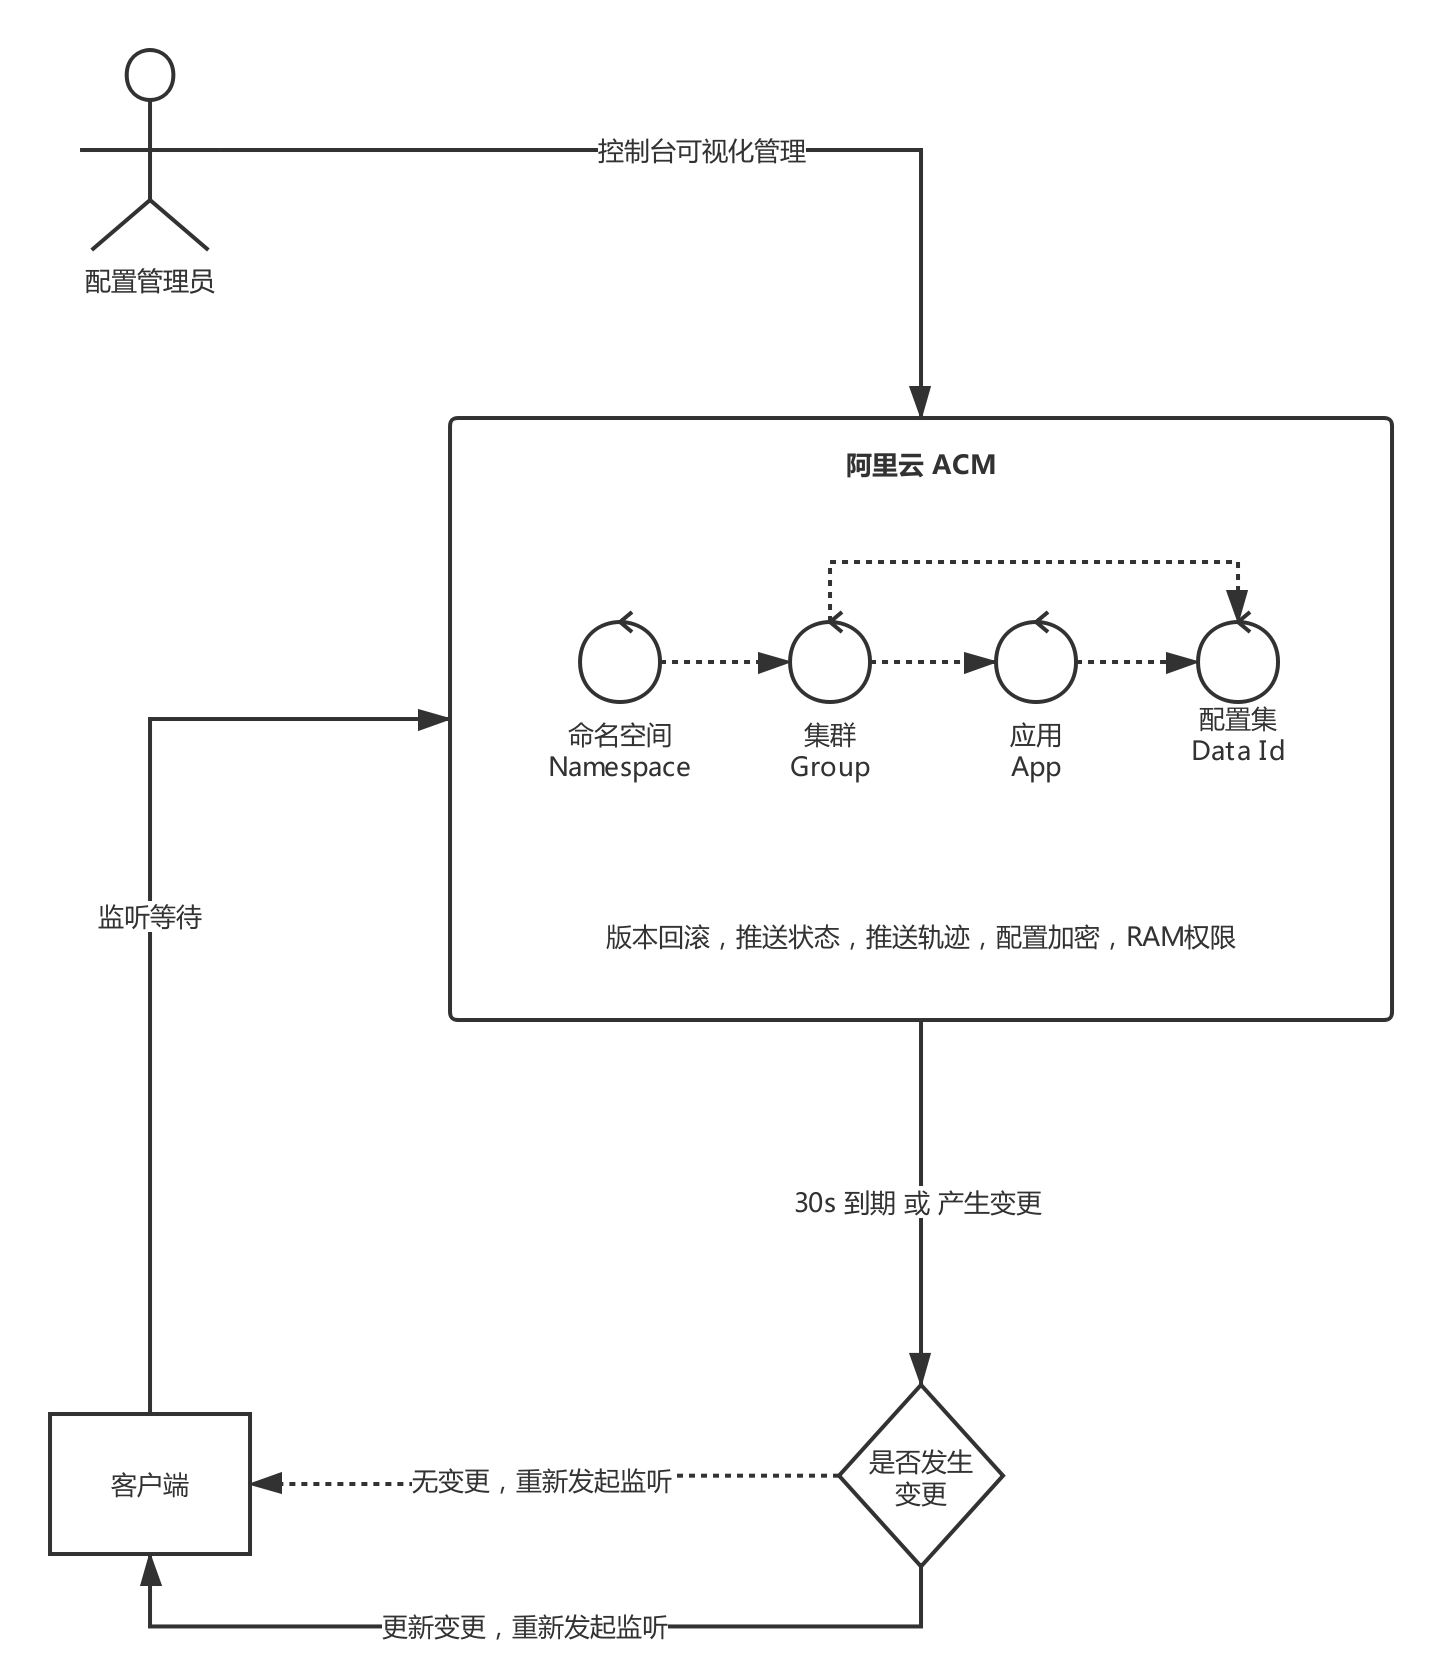 控制台可视化管理
配置管理员
阿里云 ACM
命名空间
Namespace
集群
Group
应用
App
配置集
Data Id
监听等待
版本回滚，推送状态，推送轨迹，配置加密，RAM权限
30s 到期 或 产生变更
是否发生
变更
无变更，重新发起监听
客户端
更新变更，重新发起监听